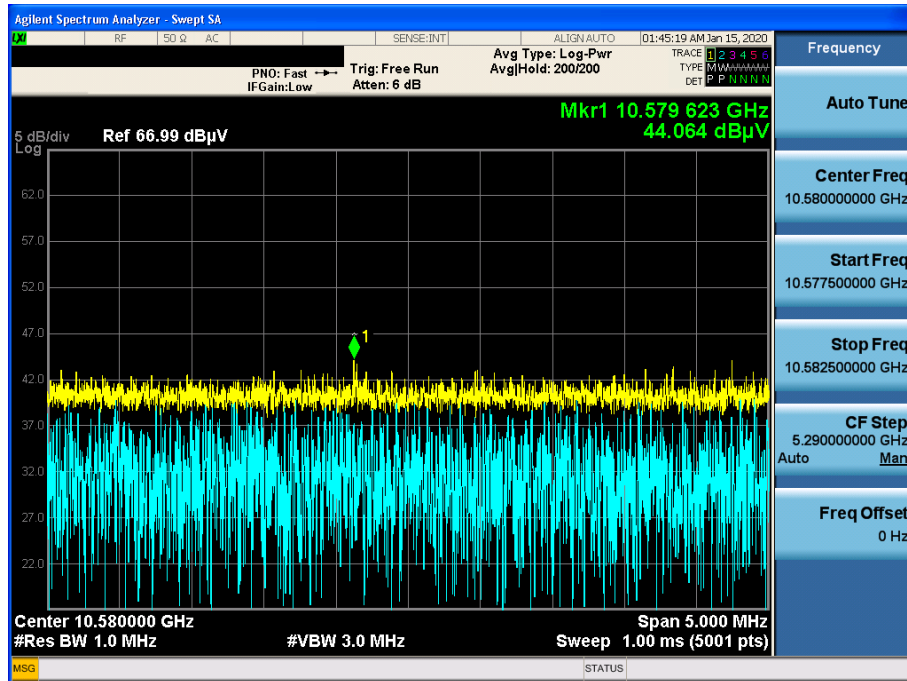 Agilent Spectrum Analyzer - Swept SA
LXI RF 50 Ω AC SENSE:INT ALIGN AUTO 01:45:19 AM Jan 15, 2020
Frequency
PNO: Fast Trig: Free Run Avg Type: Log-Pwr TRACE 1 2 3 4 5 6
IFGain:Low Atten: 6 dB Avg|Hold: 200/200 TYPE M WWWWW
DET P P N N N N
Auto Tune
Mkr1 10.579 623 GHz
44.064 dBµV
5 dB/div Ref 66.99 dBµV
Log
62.0
57.0
52.0
47.0
42.0
37.0
32.0
27.0
22.0
1
Center 10.580000 GHz Span 5.000 MHz
#Res BW 1.0 MHz #VBW 3.0 MHz Sweep 1.00 ms (5001 pts)
Center Freq
10.580000000 GHz
Start Freq
10.577500000 GHz
Stop Freq
10.582500000 GHz
CF Step
5.290000000 GHz
Auto Man
Freq Offset
0 Hz
MSG STATUS